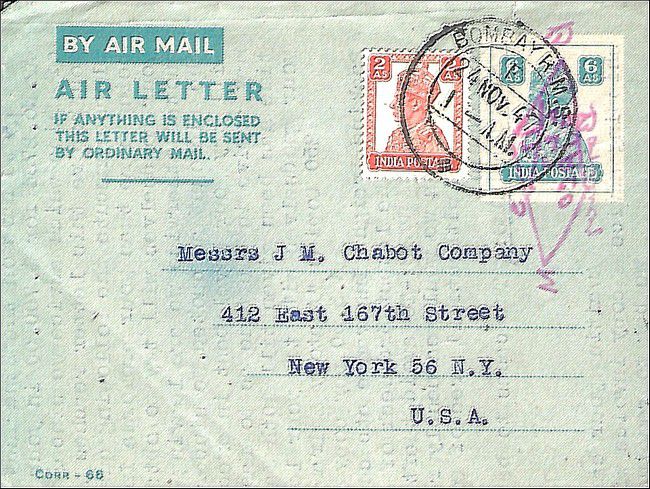 BY AIR MAIL
AIR LETTER
IF ANYTHING IS ENCLOSED
THIS LETTER WILL BE SENT
BY ORDINARY MAIL.
2 AS
INDIA POSTAGE
6 AS
INDIA POSTAGE
BOMBAY R.M.S.
24 NOV 4
Messrs J M. Chabot Company
412 East 167th Street
New York 56 N.Y.
U.S.A.
CORR - 66